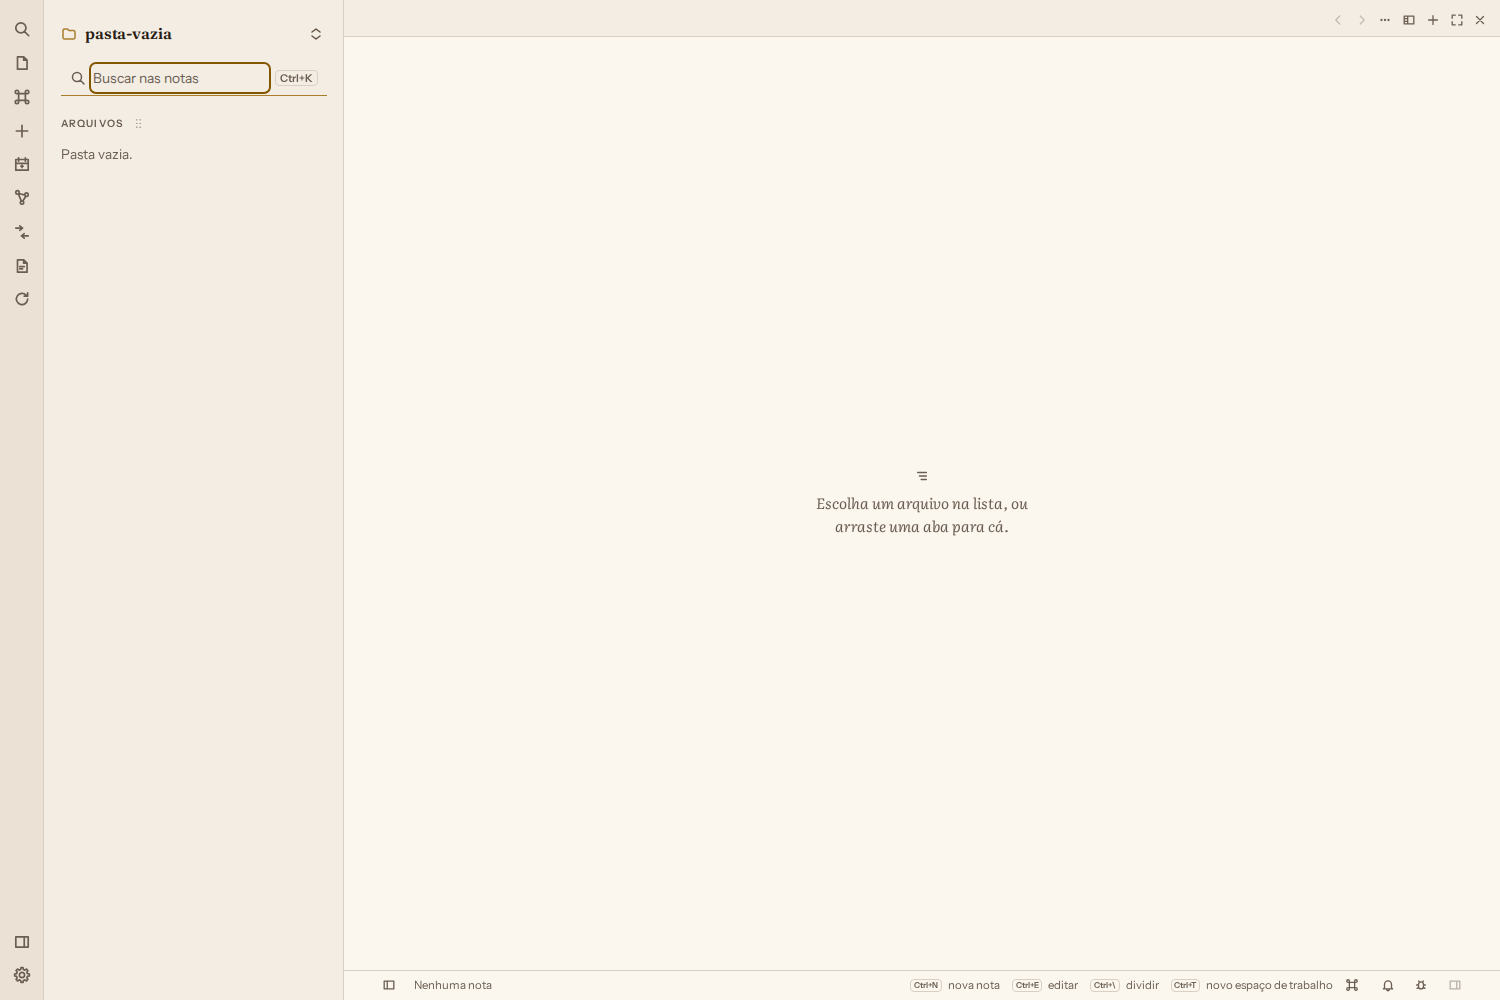 pasta-vazia
Buscar nas notas
Ctrl+K
ARQUIVOS
Pasta vazia.
Escolha um arquivo na lista, ou
arraste uma aba para cá.
Nenhuma nota
Ctrl+N nova nota Ctrl+E editar Ctrl+\ dividir Ctrl+T novo espaço de trabalho